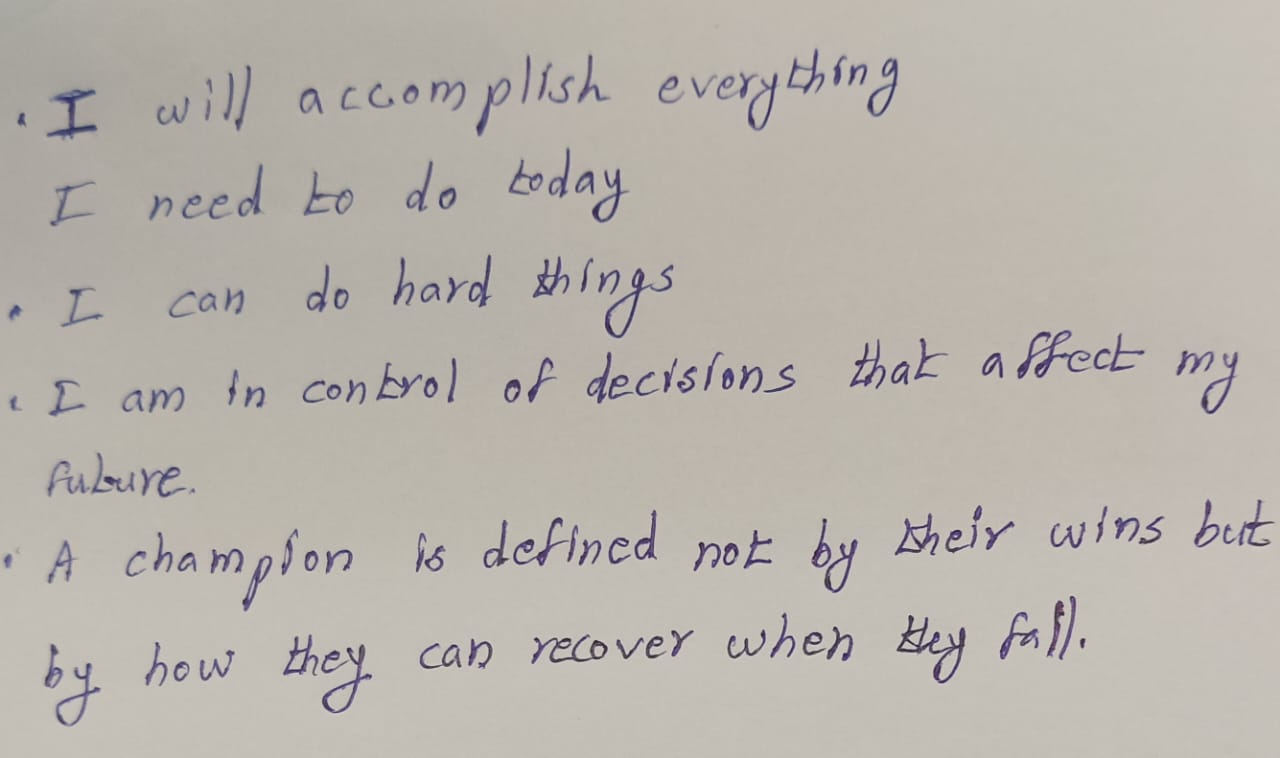 • I will accomplish everything
I need to do today
• I can do hard things
• I am in control of decisions that affect my
future.
• A champion is defined not by their wins but
by how they can recover when they fall.